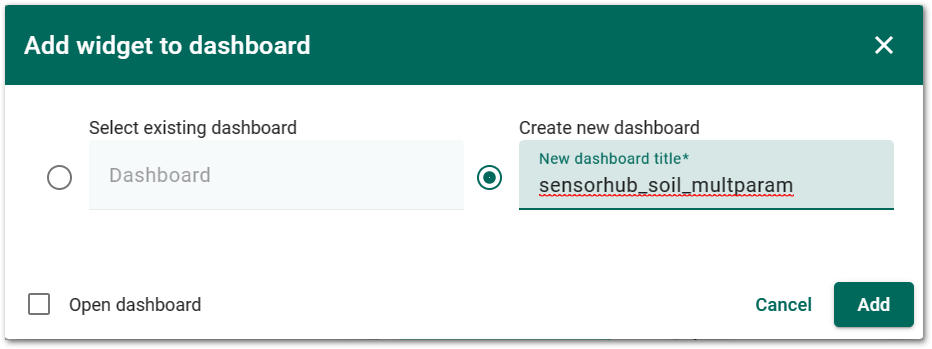 Add widget to dashboard
Select existing dashboard
Dashboard
Create new dashboard
New dashboard title*
sensorhub_soil_multparam
Open dashboard
Cancel
Add